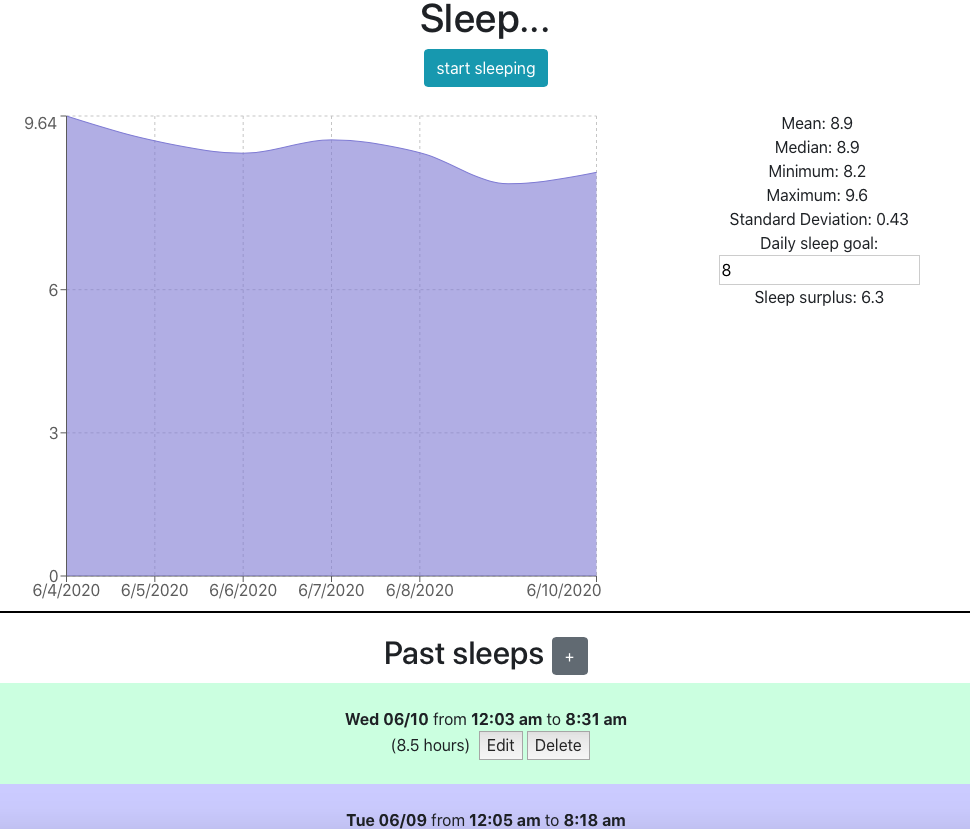 Sleep...
start sleeping
9.64
6
3
0
6/4/2020 6/5/2020 6/6/2020 6/7/2020 6/8/2020 6/10/2020
Mean: 8.9
Median: 8.9
Minimum: 8.2
Maximum: 9.6
Standard Deviation: 0.43
Daily sleep goal:
8
Sleep surplus: 6.3
Past sleeps +
Wed 06/10 from 12:03 am to 8:31 am
(8.5 hours) Edit Delete
Tue 06/09 from 12:05 am to 8:18 am